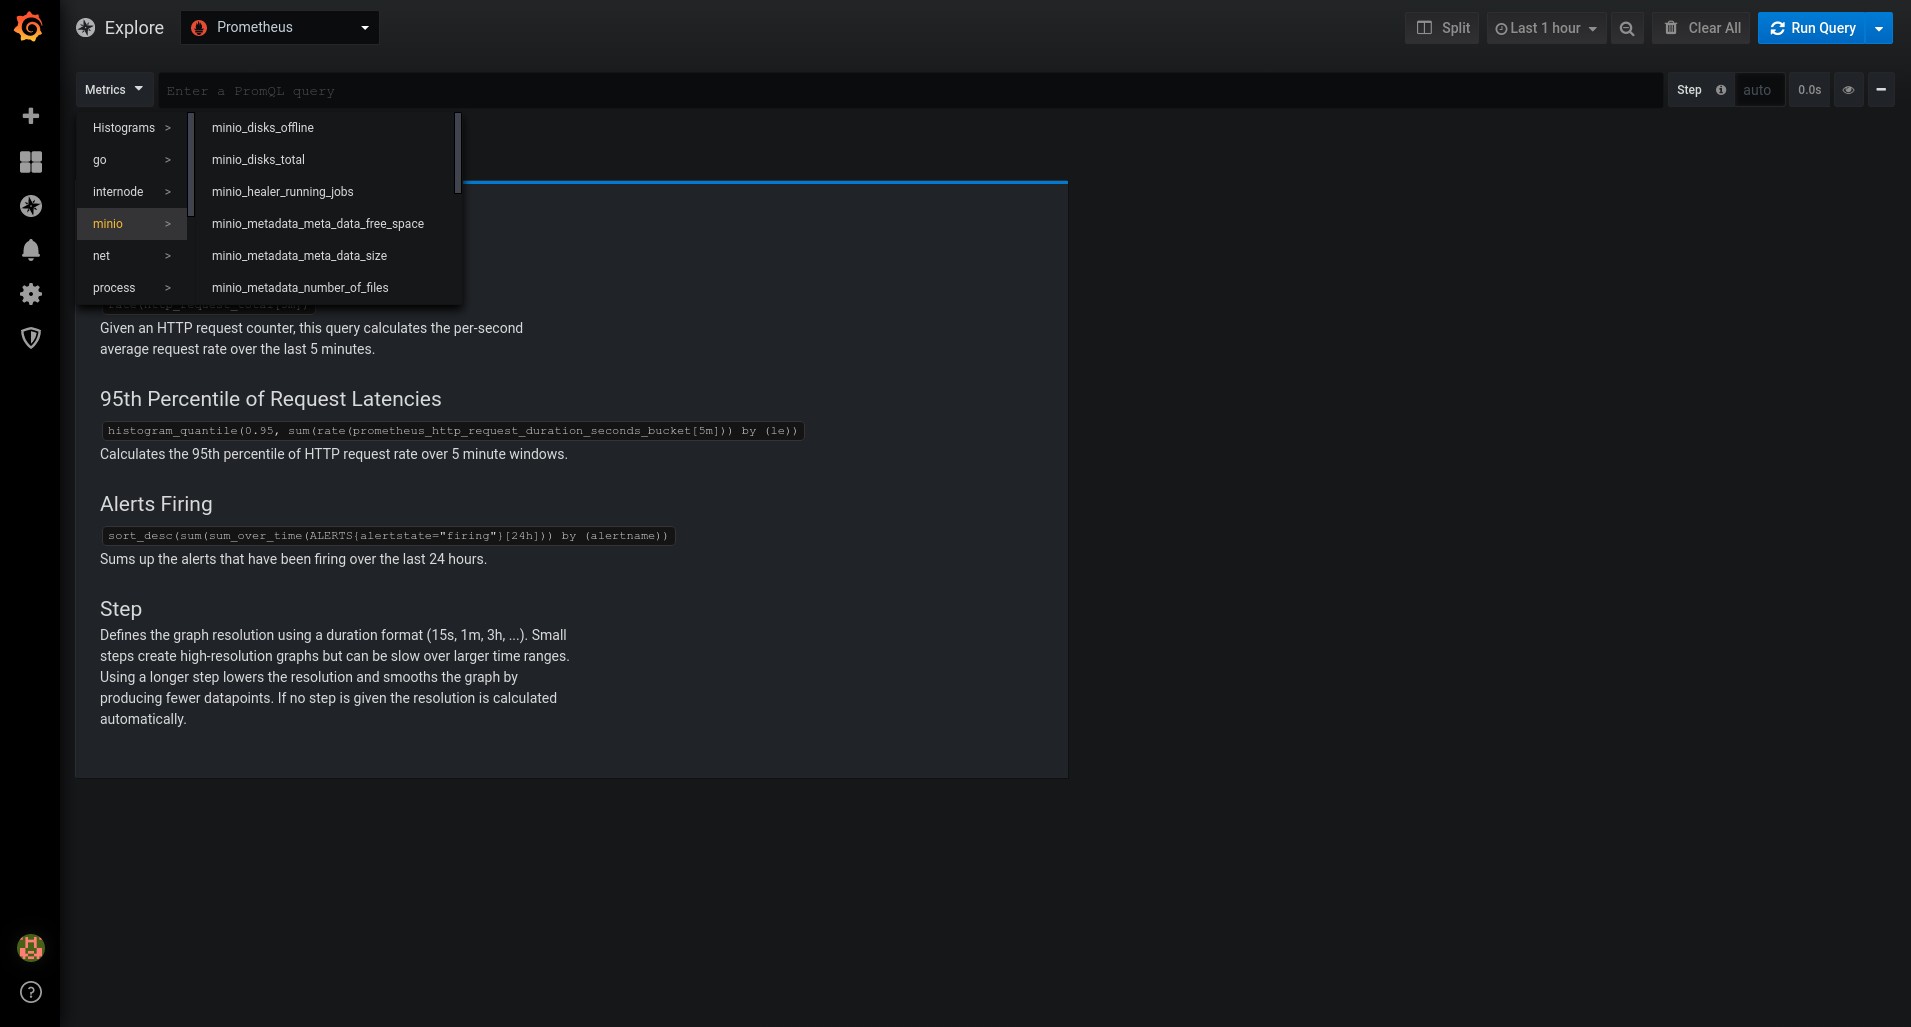 Explore
Prometheus
Split
Last 1 hour
Clear All
Run Query
Metrics
Enter a PromQL query
Step
auto
0.0s
Histograms >
go >
internode >
minio >
net >
process >
minio_disks_offline
minio_disks_total
minio_healer_running_jobs
minio_metadata_meta_data_free_space
minio_metadata_meta_data_size
minio_metadata_number_of_files
Given an HTTP request counter, this query calculates the per-second
average request rate over the last 5 minutes.
95th Percentile of Request Latencies
histogram_quantile(0.95, sum(rate(prometheus_http_request_duration_seconds_bucket[5m])) by (le))
Calculates the 95th percentile of HTTP request rate over 5 minute windows.
Alerts Firing
sort_desc(sum(sum_over_time(ALERTS{alertstate="firing"}[24h])) by (alertname))
Sums up the alerts that have been firing over the last 24 hours.
Step
Defines the graph resolution using a duration format (15s, 1m, 3h, ...). Small
steps create high-resolution graphs but can be slow over larger time ranges.
Using a longer step lowers the resolution and smooths the graph by
producing fewer datapoints. If no step is given the resolution is calculated
automatically.